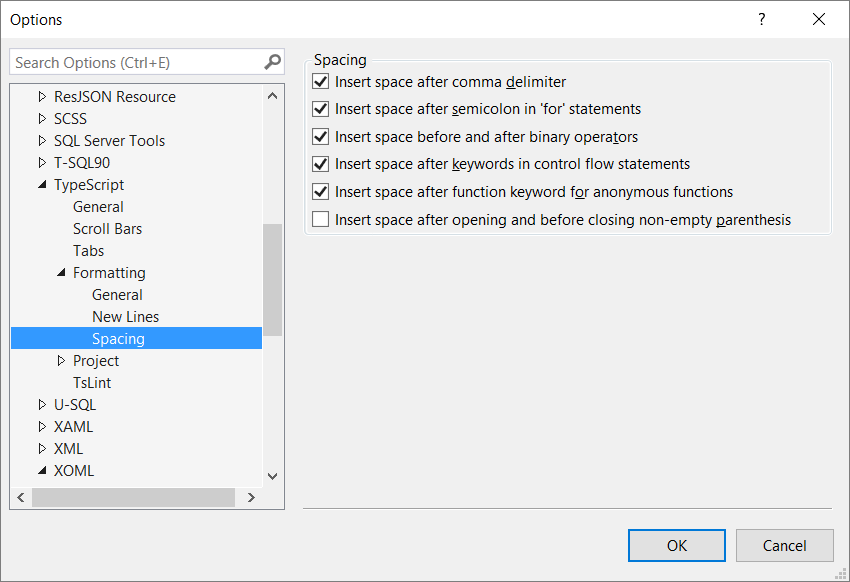 Options
?
Search Options (Ctrl+E)
ResJSON Resource
SCSS
SQL Server Tools
T-SQL90
TypeScript
General
Scroll Bars
Tabs
Formatting
General
New Lines
Spacing
Project
TsLint
U-SQL
XAML
XML
XOML
Spacing
Insert space after comma delimiter
Insert space after semicolon in 'for' statements
Insert space before and after binary operators
Insert space after keywords in control flow statements
Insert space after function keyword for anonymous functions
Insert space after opening and before closing non-empty parenthesis
OK
Cancel